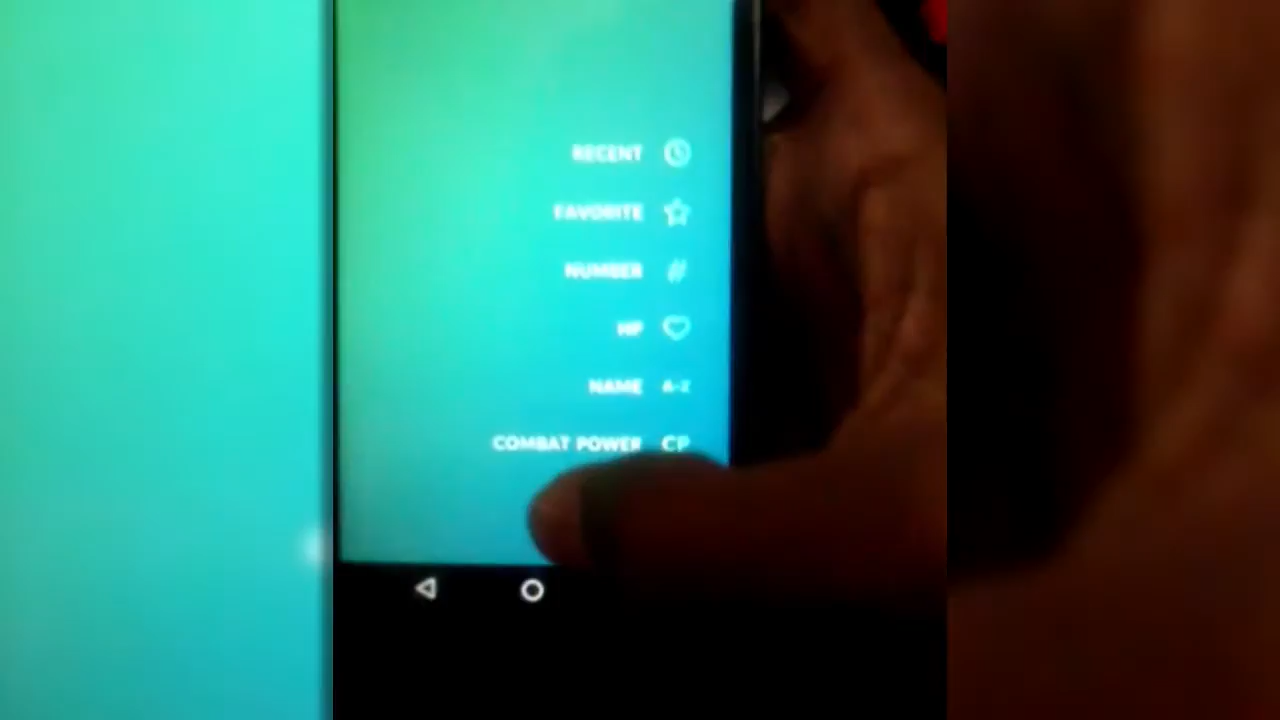 RECENT
FAVORITE
NUMBER #
HP
NAME A-Z
COMBAT POWER CP